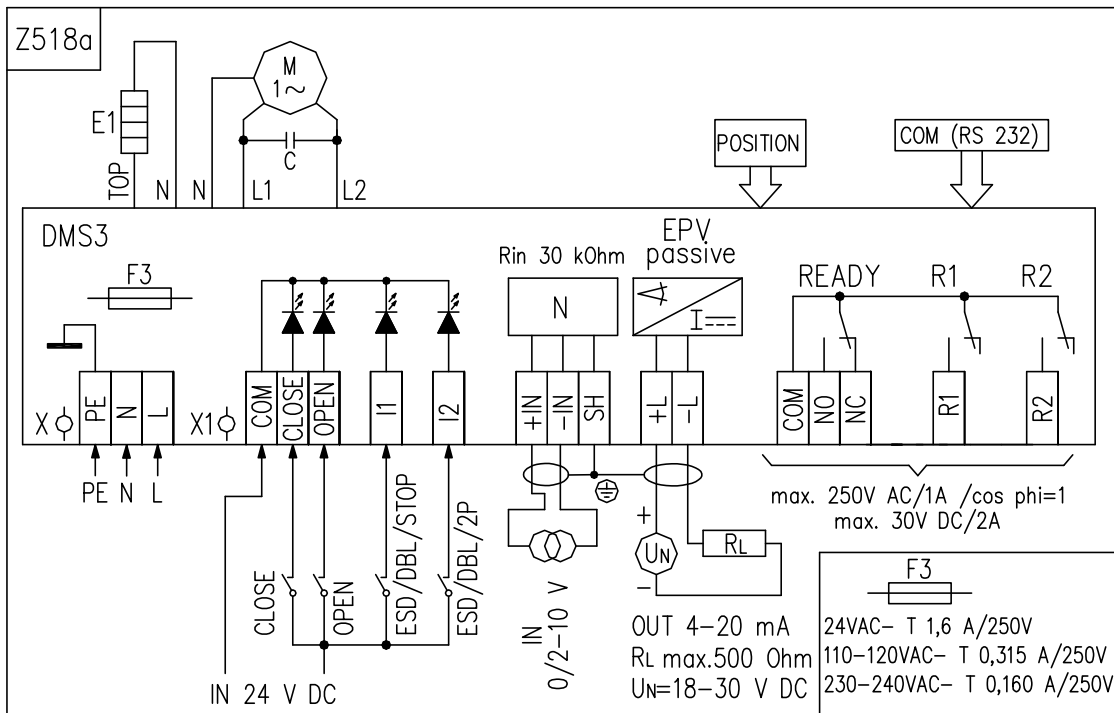 Z518a
M
1~
E1
C
TOP
N
N
L1
L2
POSITION
COM (RS 232)
DMS3
F3
Rin 30 kOhm
N
EPV
passive
I
READY
R1
R2
X
PE
N
L
X1
COM
CLOSE
OPEN
I1
I2
+IN
-IN
SH
+L
-L
COM
NO
NC
R1
R2
PE N L
CLOSE
OPEN
ESD/DBL/STOP
ESD/DBL/2P
IN 24 V DC
IN
0/2-10 V
+
UN
-
RL
OUT 4-20 mA
RL max.500 Ohm
UN=18-30 V DC
max. 250V AC/1A /cos phi=1
max. 30V DC/2A
F3
24VAC- T 1,6 A/250V
110-120VAC- T 0,315 A/250V
230-240VAC- T 0,160 A/250V